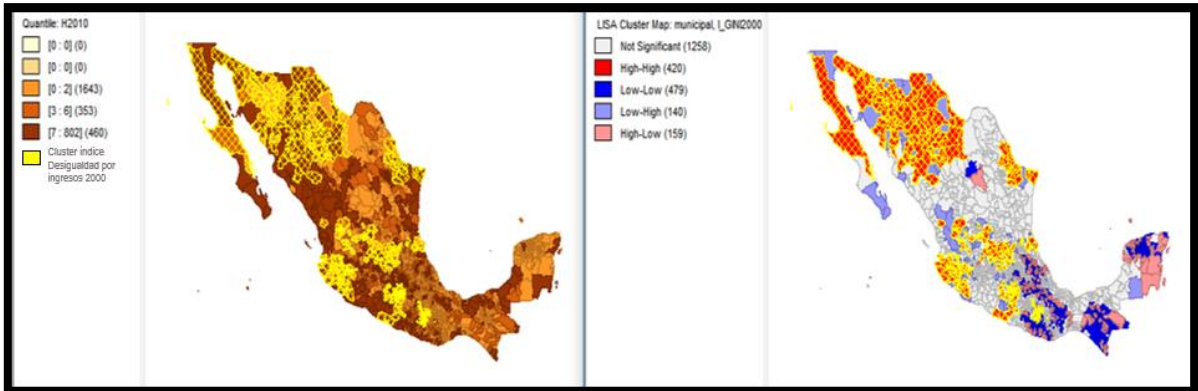 Quantile: H2010
[0 : 0] (0)
[0 : 0] (0)
[0 : 2] (1643)
[3 : 6] (353)
[7 : 802] (460)
Cluster índice
Desigualdad por
ingresos 2000
LISA Cluster Map: municipal, I_GINI2000
Not Significant (1258)
High-High (420)
Low-Low (479)
Low-High (140)
High-Low (159)